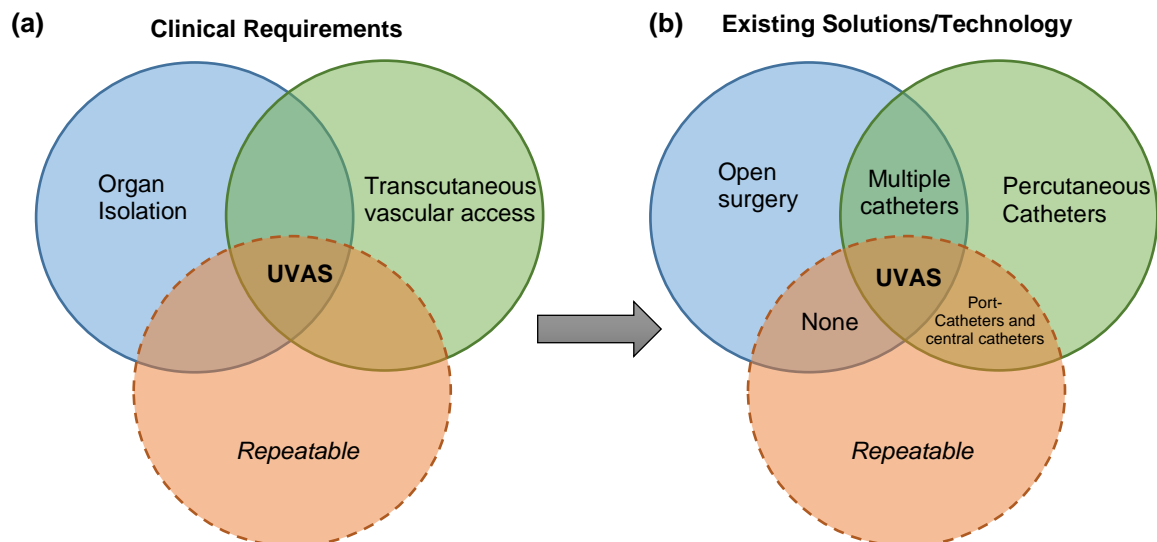 (a)
Clinical Requirements
Organ
Isolation
Transcutaneous
vascular access
UVAS
Repeatable
(b)
Existing Solutions/Technology
Open
surgery
Multiple
catheters
Percutaneous
Catheters
UVAS
None
Port-
Catheters and
central catheters
Repeatable